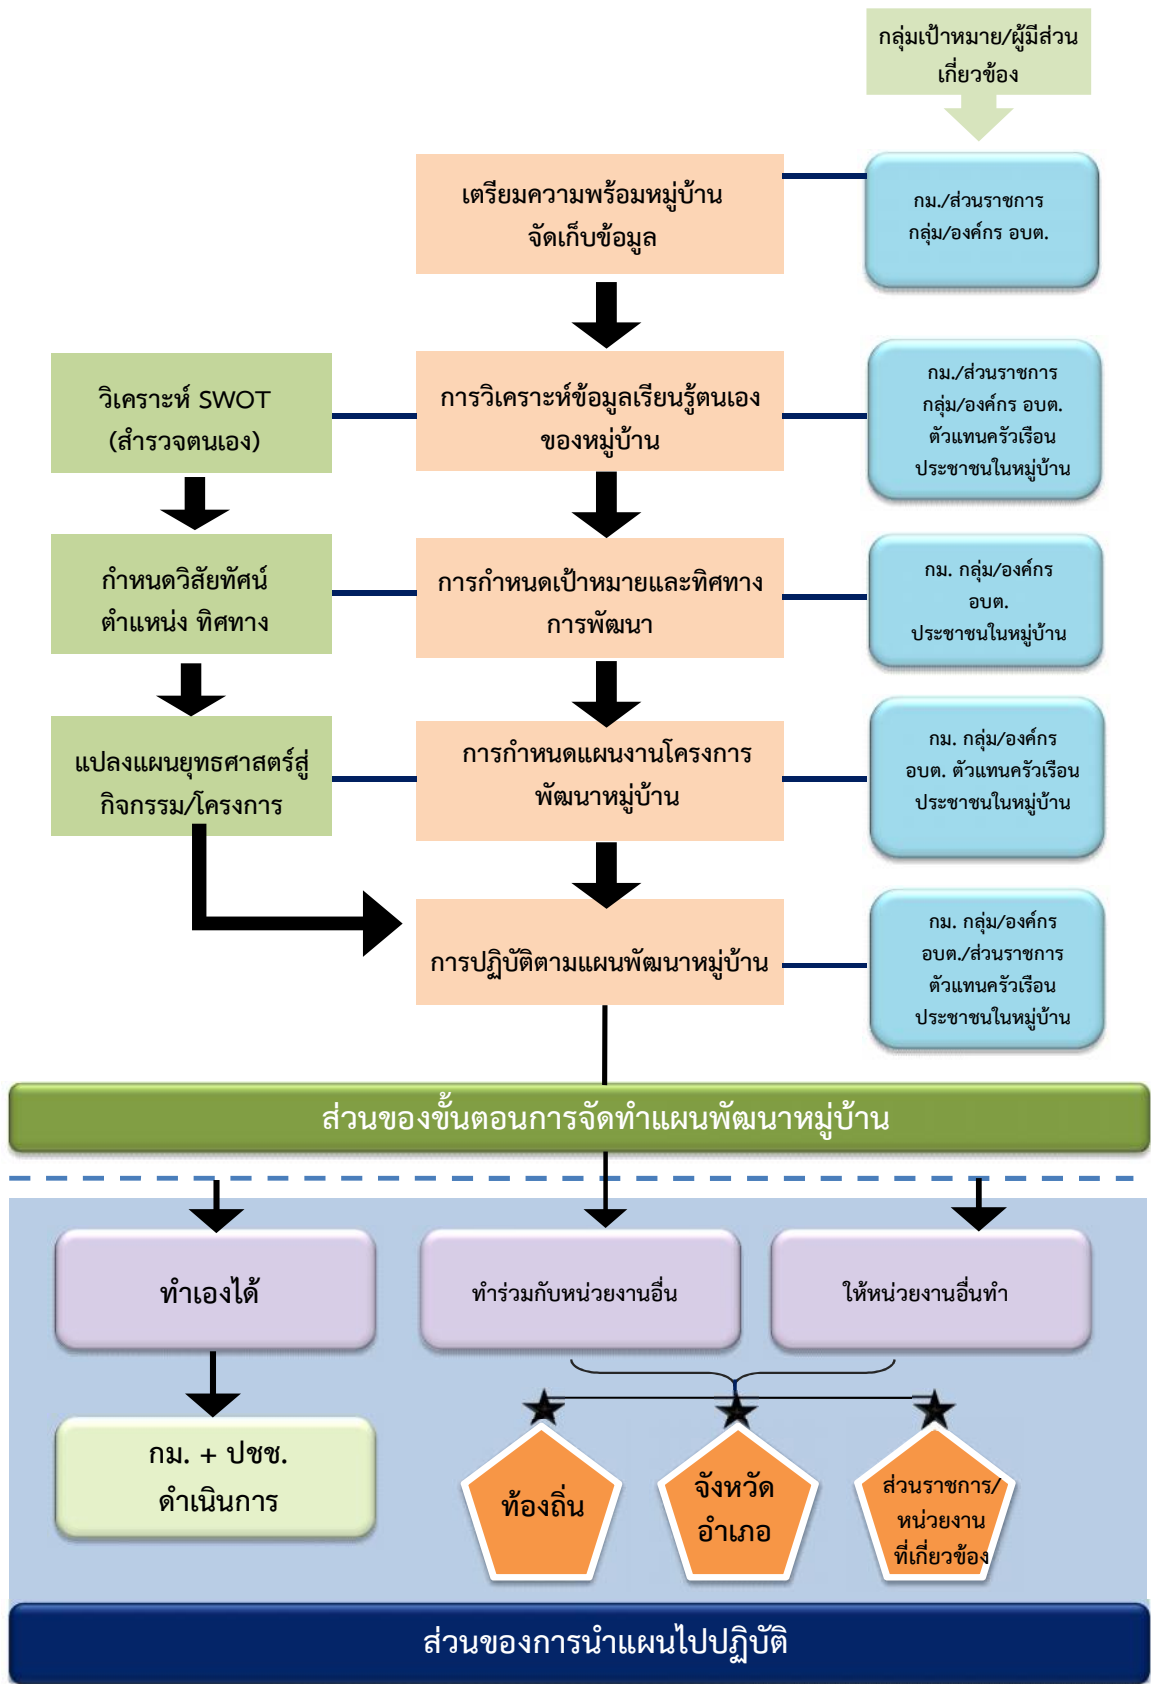 กลุ่มเป้าหมาย/ผู้มีส่วน
เกี่ยวข้อง
เตรียมความพร้อมหมู่บ้าน
จัดเก็บข้อมูล
กม./ส่วนราชการ
กลุ่ม/องค์กร อบต.
วิเคราะห์ SWOT
(สำรวจตนเอง)
การวิเคราะห์ข้อมูลเรียนรู้ตนเอง
ของหมู่บ้าน
กม./ส่วนราชการ
กลุ่ม/องค์กร อบต.
ตัวแทนครัวเรือน
ประชาชนในหมู่บ้าน
กำหนดวิสัยทัศน์
ตำแหน่ง ทิศทาง
การกำหนดเป้าหมายและทิศทาง
การพัฒนา
กม. กลุ่ม/องค์กร
อบต.
ประชาชนในหมู่บ้าน
แปลงแผนยุทธศาสตร์สู่
กิจกรรม/โครงการ
การกำหนดแผนงานโครงการ
พัฒนาหมู่บ้าน
กม. กลุ่ม/องค์กร
อบต. ตัวแทนครัวเรือน
ประชาชนในหมู่บ้าน
การปฏิบัติตามแผนพัฒนาหมู่บ้าน
กม. กลุ่ม/องค์กร
อบต./ส่วนราชการ
ตัวแทนครัวเรือน
ประชาชนในหมู่บ้าน
ส่วนของขั้นตอนการจัดทำแผนพัฒนาหมู่บ้าน
ทำเองได้
ทำร่วมกับหน่วยงานอื่น
ให้หน่วยงานอื่นทำ
กม. + ปชช.
ดำเนินการ
ท้องถิ่น
จังหวัด
อำเภอ
ส่วนราชการ/
หน่วยงาน
ที่เกี่ยวข้อง
ส่วนของการนำแผนไปปฏิบัติ